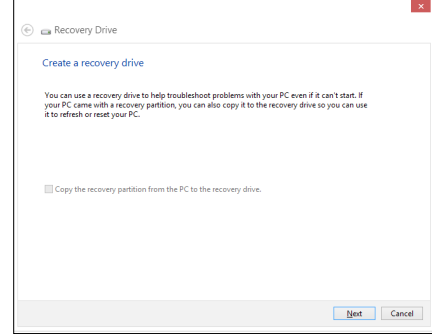 Recovery Drive
Create a recovery drive
You can use a recovery drive to help troubleshoot problems with your PC even if it can't start. If
your PC came with a recovery partition, you can also copy it to the recovery drive so you can use
it to refresh or reset your PC.
Copy the recovery partition from the PC to the recovery drive.
Next Cancel